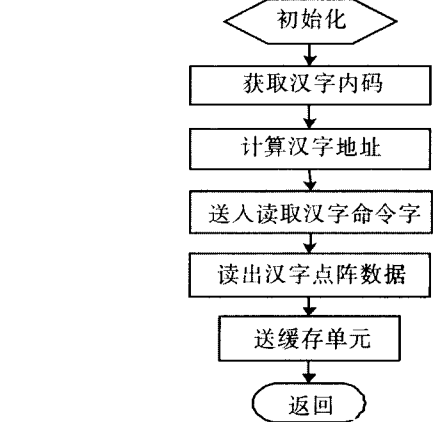 初始化
获取汉字内码
计算汉字地址
送入读取汉字命令字
读出汉字点阵数据
送缓存单元
返回